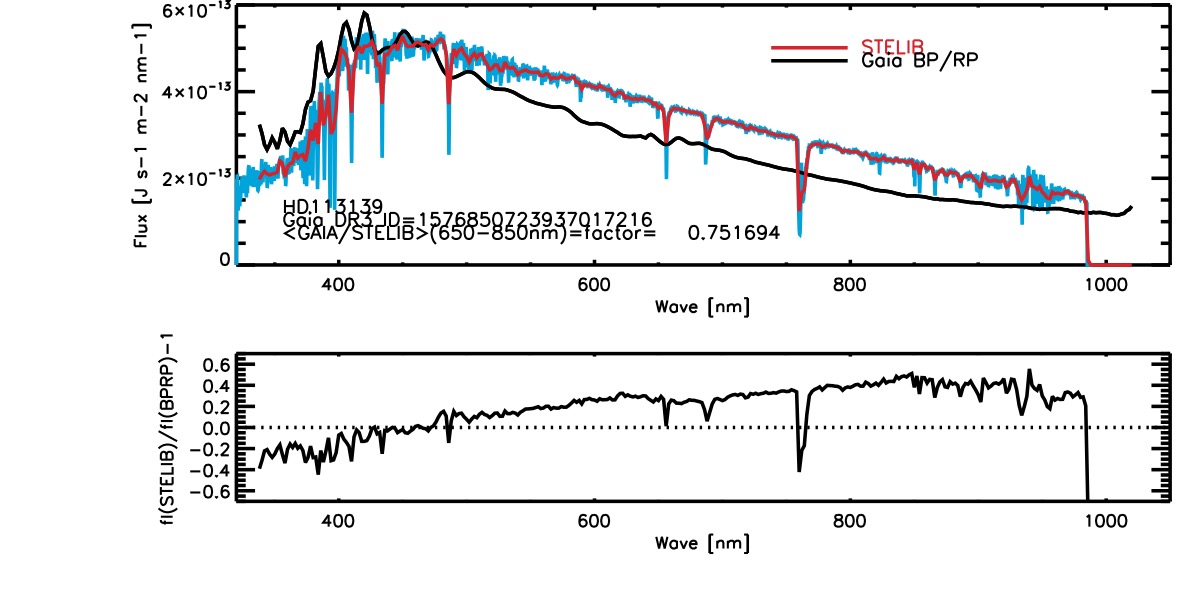 6×10−13
4×10−13
2×10−13
0
Flux [J s−1 m−2 nm−1]
STELIB
Gaia BP/RP
HD113139
Gaia DR3 ID=1576850723937017216
<GAIA/STELIB>(650−850nm)=factor= 0.751694
400 600 800 1000
Wave [nm]
fl(STELIB)/fl(BPRP)−1
0.6
0.4
0.2
0.0
−0.2
−0.4
−0.6
400 600 800 1000
Wave [nm]